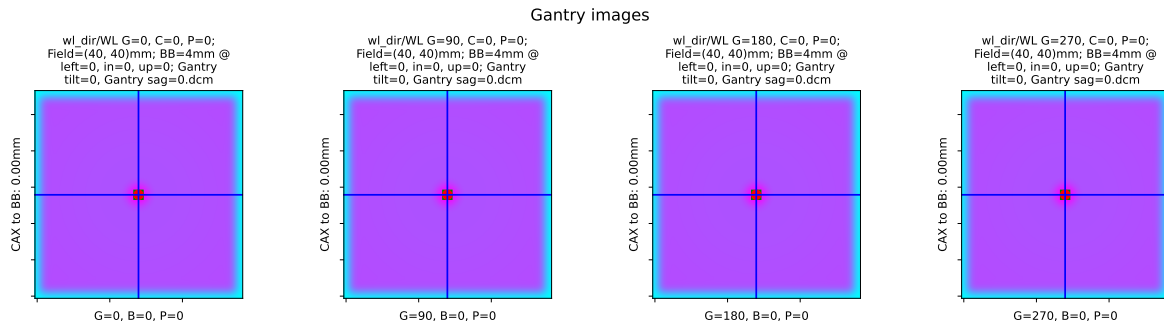 Gantry images
wl_dir/WL G=0, C=0, P=0;
Field=(40, 40)mm; BB=4mm @
left=0, in=0, up=0; Gantry
tilt=0, Gantry sag=0.dcm
CAX to BB: 0.00mm
G=0, B=0, P=0
wl_dir/WL G=90, C=0, P=0;
Field=(40, 40)mm; BB=4mm @
left=0, in=0, up=0; Gantry
tilt=0, Gantry sag=0.dcm
CAX to BB: 0.00mm
G=90, B=0, P=0
wl_dir/WL G=180, C=0, P=0;
Field=(40, 40)mm; BB=4mm @
left=0, in=0, up=0; Gantry
tilt=0, Gantry sag=0.dcm
CAX to BB: 0.00mm
G=180, B=0, P=0
wl_dir/WL G=270, C=0, P=0;
Field=(40, 40)mm; BB=4mm @
left=0, in=0, up=0; Gantry
tilt=0, Gantry sag=0.dcm
CAX to BB: 0.00mm
G=270, B=0, P=0